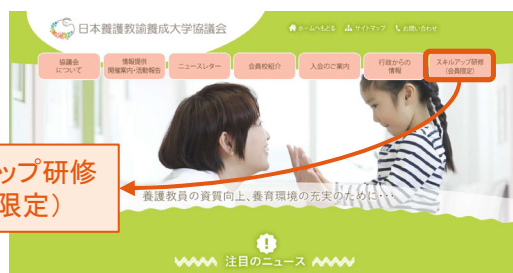 日本養護教諭養成大学協議会
ホームへもどる サイトマップ お問い合わせ
協議会
について
情報提供
開催案内・活動報告
ニュースレター
会員校紹介
入会のご案内
行政からの
情報
スキルアップ研修
(会員限定)
ップ研修
限定)
養護教員の資質向上、養育環境の充実のために・・・
注目のニュース